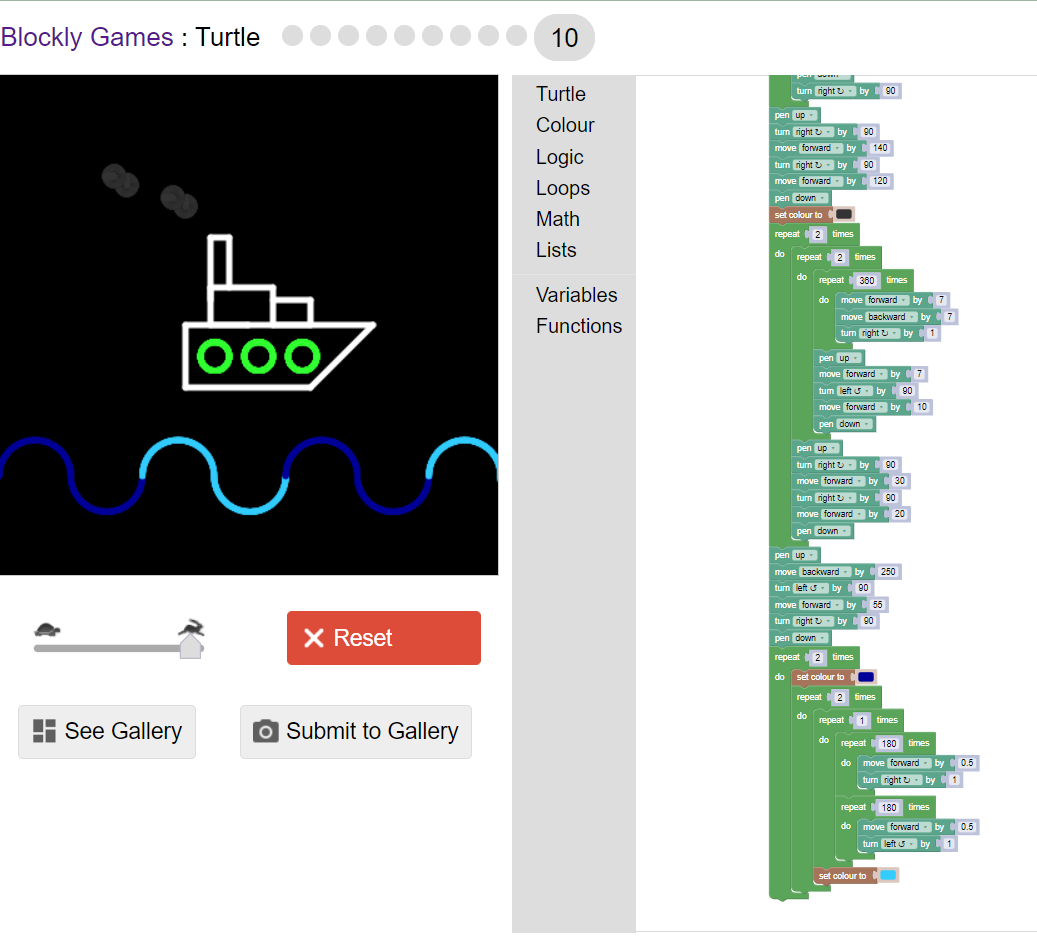 Blockly Games : Turtle 10
Turtle
Colour
Logic
Loops
Math
Lists
Variables
Functions
Reset
See Gallery
Submit to Gallery
pen down
turn right ↻ by 90
pen up
turn right ↻ by 90
move forward by 140
turn right ↻ by 90
move forward by 120
pen down
set colour to
repeat 2 times
do repeat 2 times
do repeat 360 times
do move forward by 7
move backward by 7
turn right ↻ by 1
pen up
move forward by 7
turn left ↺ by 90
move forward by 10
pen down
pen up
turn right ↻ by 90
move forward by 30
turn right ↻ by 90
move forward by 20
pen down
pen up
move backward by 250
turn left ↺ by 90
move forward by 55
turn right ↻ by 90
pen down
repeat 2 times
do set colour to
repeat 2 times
do repeat 1 times
do repeat 180 times
do move forward by 0.5
turn right ↻ by 1
repeat 180 times
do move forward by 0.5
turn left ↺ by 1
set colour to